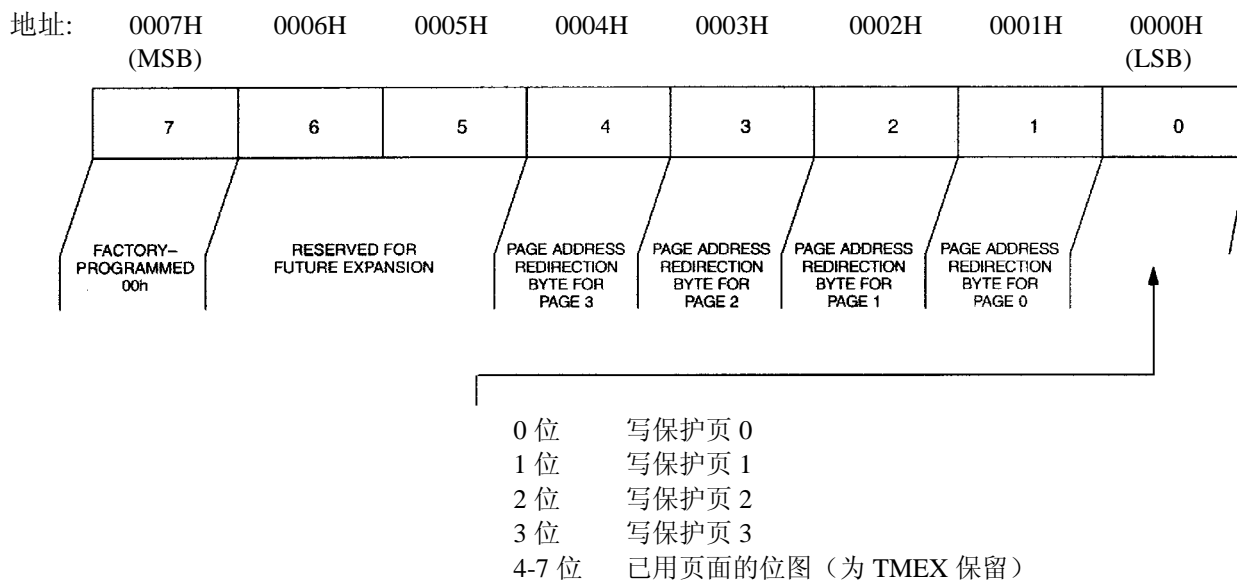 地址: 0007H 0006H 0005H 0004H 0003H 0002H 0001H 0000H
(MSB) (LSB)
7 6 5 4 3 2 1 0
FACTORY–
PROGRAMMED
00h
RESERVED FOR
FUTURE EXPANSION
PAGE ADDRESS
REDIRECTION
BYTE FOR
PAGE 3
PAGE ADDRESS
REDIRECTION
BYTE FOR
PAGE 2
PAGE ADDRESS
REDIRECTION
BYTE FOR
PAGE 1
PAGE ADDRESS
REDIRECTION
BYTE FOR
PAGE 0
0 位 写保护页 0
1 位 写保护页 1
2 位 写保护页 2
3 位 写保护页 3
4-7 位 已用页面的位图（为 TMEX 保留）